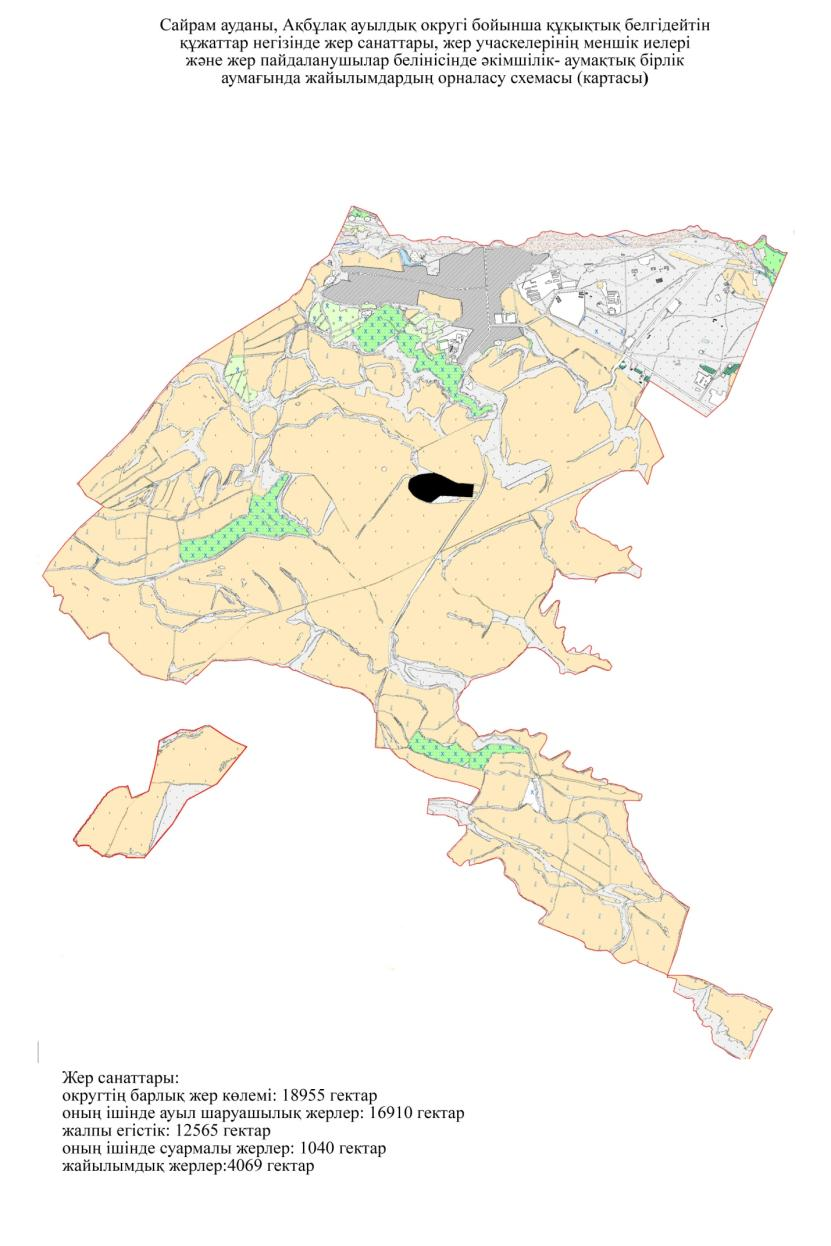 Сайрам ауданы, Ақбұлақ ауылдық округі бойынша құқықтық белгідейтін
құжаттар негізінде жер санаттары, жер учаскелерінің меншік иелері
және жер пайдаланушылар белінісінде әкімшілік- аумақтық бірлік
аумағында жайылымдардың орналасу схемасы (картасы)
Жер санаттары:
округтің барлық жер көлемі: 18955 гектар
оның ішінде ауыл шаруашылық жерлер: 16910 гектар
жалпы егістік: 12565 гектар
оның ішінде суармалы жерлер: 1040 гектар
жайылымдық жерлер:4069 гектар